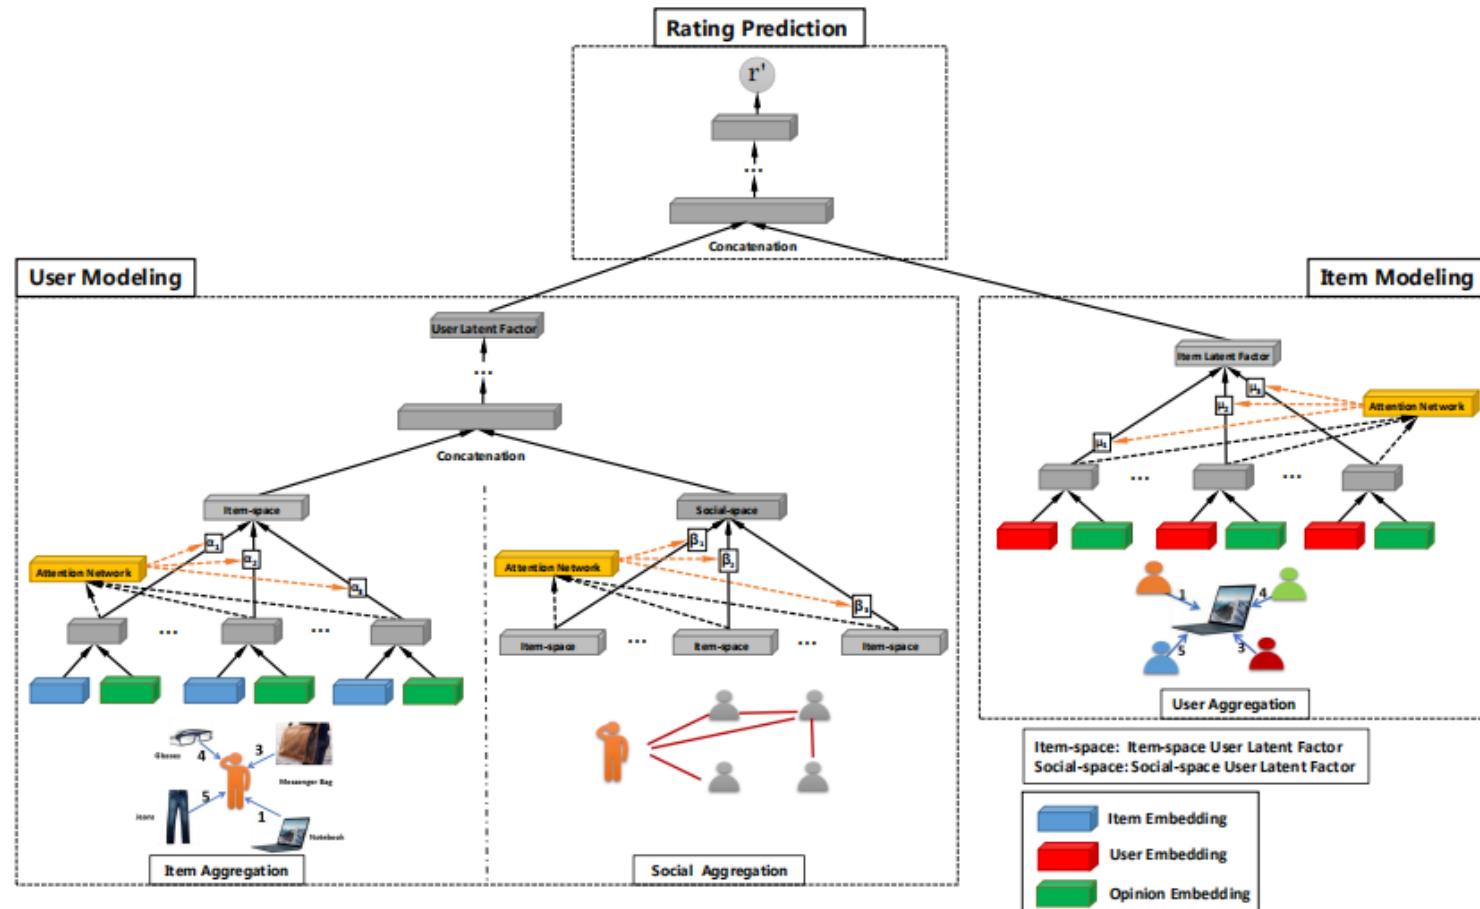 Rating Prediction
r'
...
Concatenation
User Modeling
Item Modeling
User Latent Factor
...
Concatenation
Item Latent Factor
μ₃
μ₂
μ₁
Attention Network
... ...
Item-space
α₁
α₂
α₃
Attention Network
... ...
Social-space
β₁
β₂
β₃
Attention Network
Item-space ... Item-space ... Item-space
Glasses
4
3
Messenger Bag
Jeans
5
1
Notebook
Item Aggregation
Social Aggregation
1
4
5
3
User Aggregation
Item-space: Item-space User Latent Factor
Social-space: Social-space User Latent Factor
Item Embedding
User Embedding
Opinion Embedding